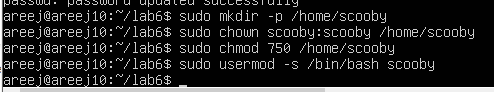 passwd: password updated successfully
areej@areej10:~/lab6$ sudo mkdir -p /home/scooby
areej@areej10:~/lab6$ sudo chown scooby:scooby /home/scooby
areej@areej10:~/lab6$ sudo chmod 750 /home/scooby
areej@areej10:~/lab6$ sudo usermod -s /bin/bash scooby
areej@areej10:~/lab6$